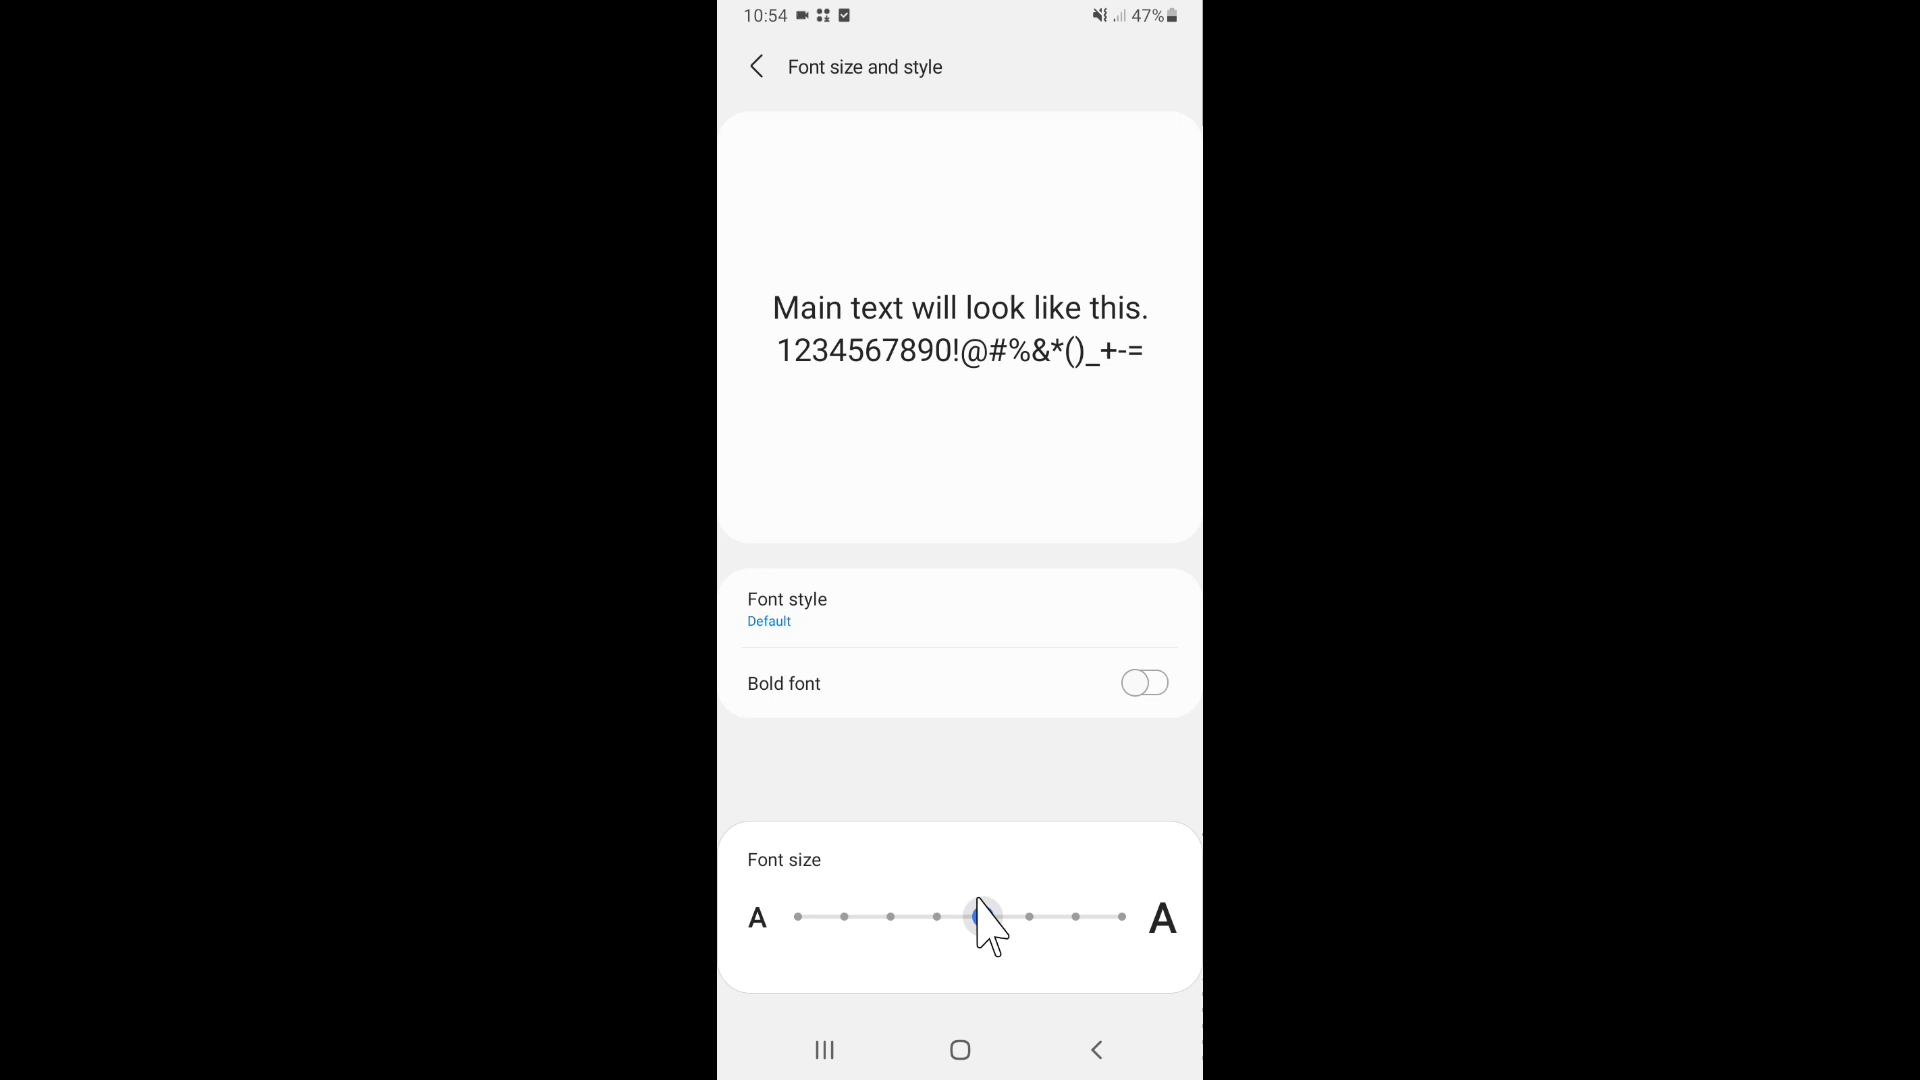 10:54
47%
Font size and style
Main text will look like this.
1234567890!@#%&*()_+-=
Font style
Default
Bold font
Font size
A A